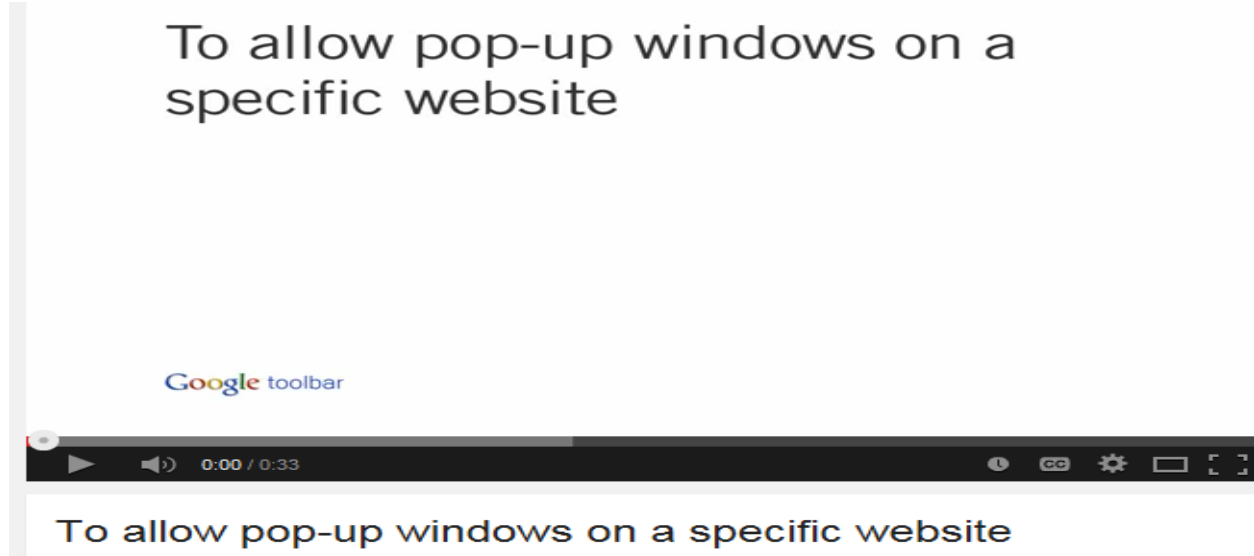 To allow pop-up windows on a
specific website
Google toolbar
0:00 / 0:33
CC
To allow pop-up windows on a specific website